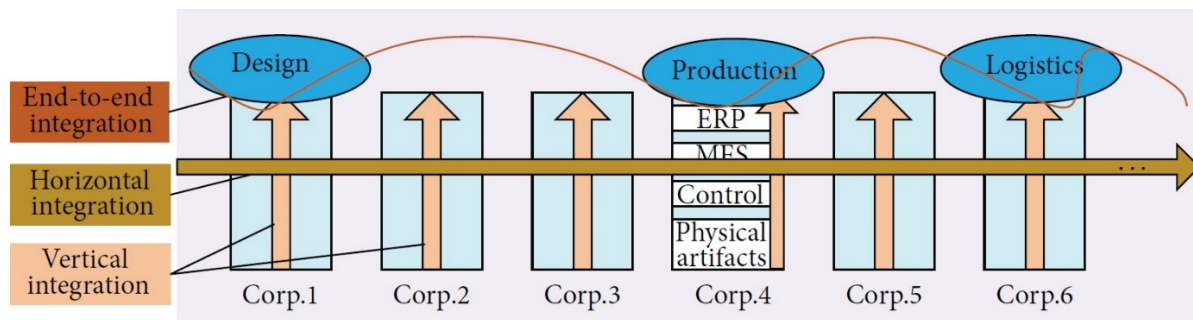 Design
Production
Logistics
End-to-end
integration
Horizontal
integration
Vertical
integration
ERP
MES
Control
Physical
artifacts
...
Corp.1
Corp.2
Corp.3
Corp.4
Corp.5
Corp.6